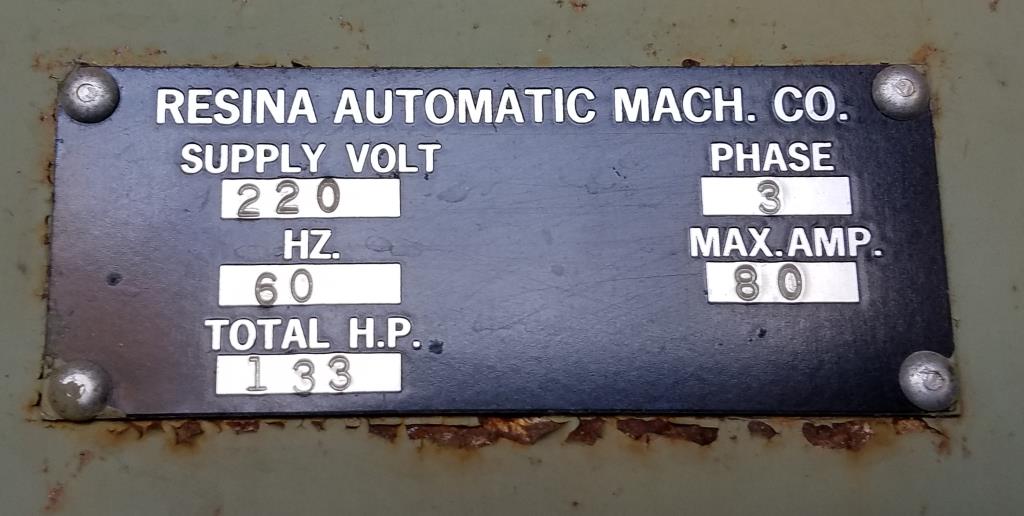 RESINA AUTOMATIC MACH. CO.
SUPPLY VOLT PHASE
220 3
HZ. MAX.AMP.
60 80
TOTAL H.P.
133